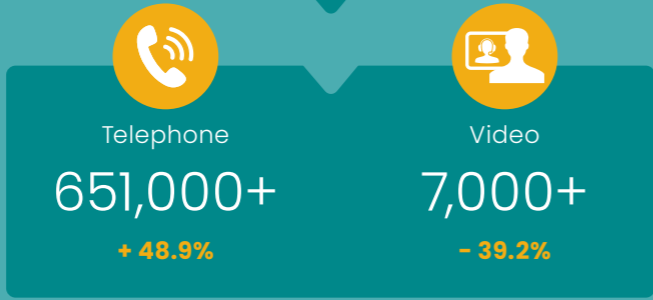 Telephone
651,000+
+ 48.9%
Video
7,000+
- 39.2%